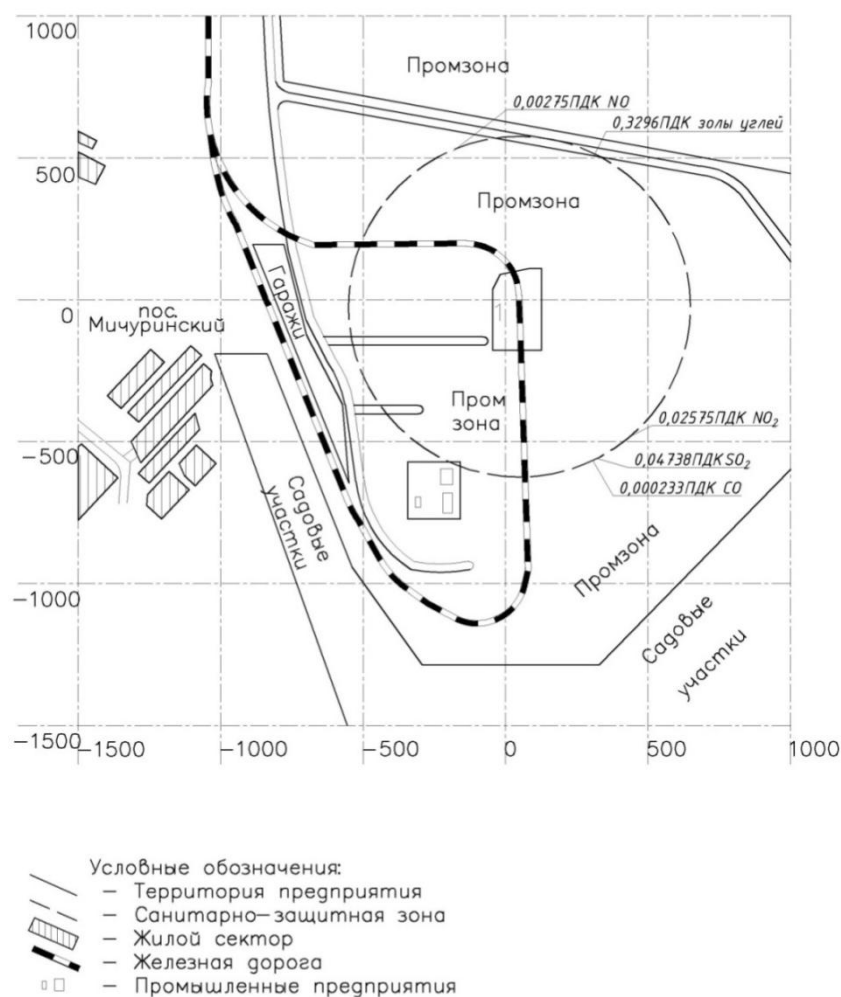 1000
Промзона
0,00275ПДК NO
0,3296ПДК золы углей
500
Промзона
Гаражи
0
пос.
Мичуринский
1
Пром
зона
0,02575ПДК NO₂
-500
0,04738ПДК SO₂
0,000233ПДК CO
Садовые
участки
Промзона
-1000
Садовые
участки
-1500
-1500
-1000
-500
0
500
1000
Условные обозначения:
– Территория предприятия
– Санитарно-защитная зона
– Жилой сектор
– Железная дорога
– Промышленные предприятия